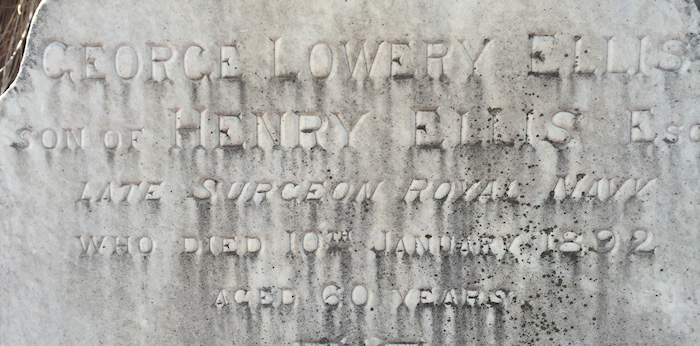 George Lowery Ellis.
son of Henry Ellis Esq
late Surgeon Royal Navy
who died 10th January 1892
aged 60 years.